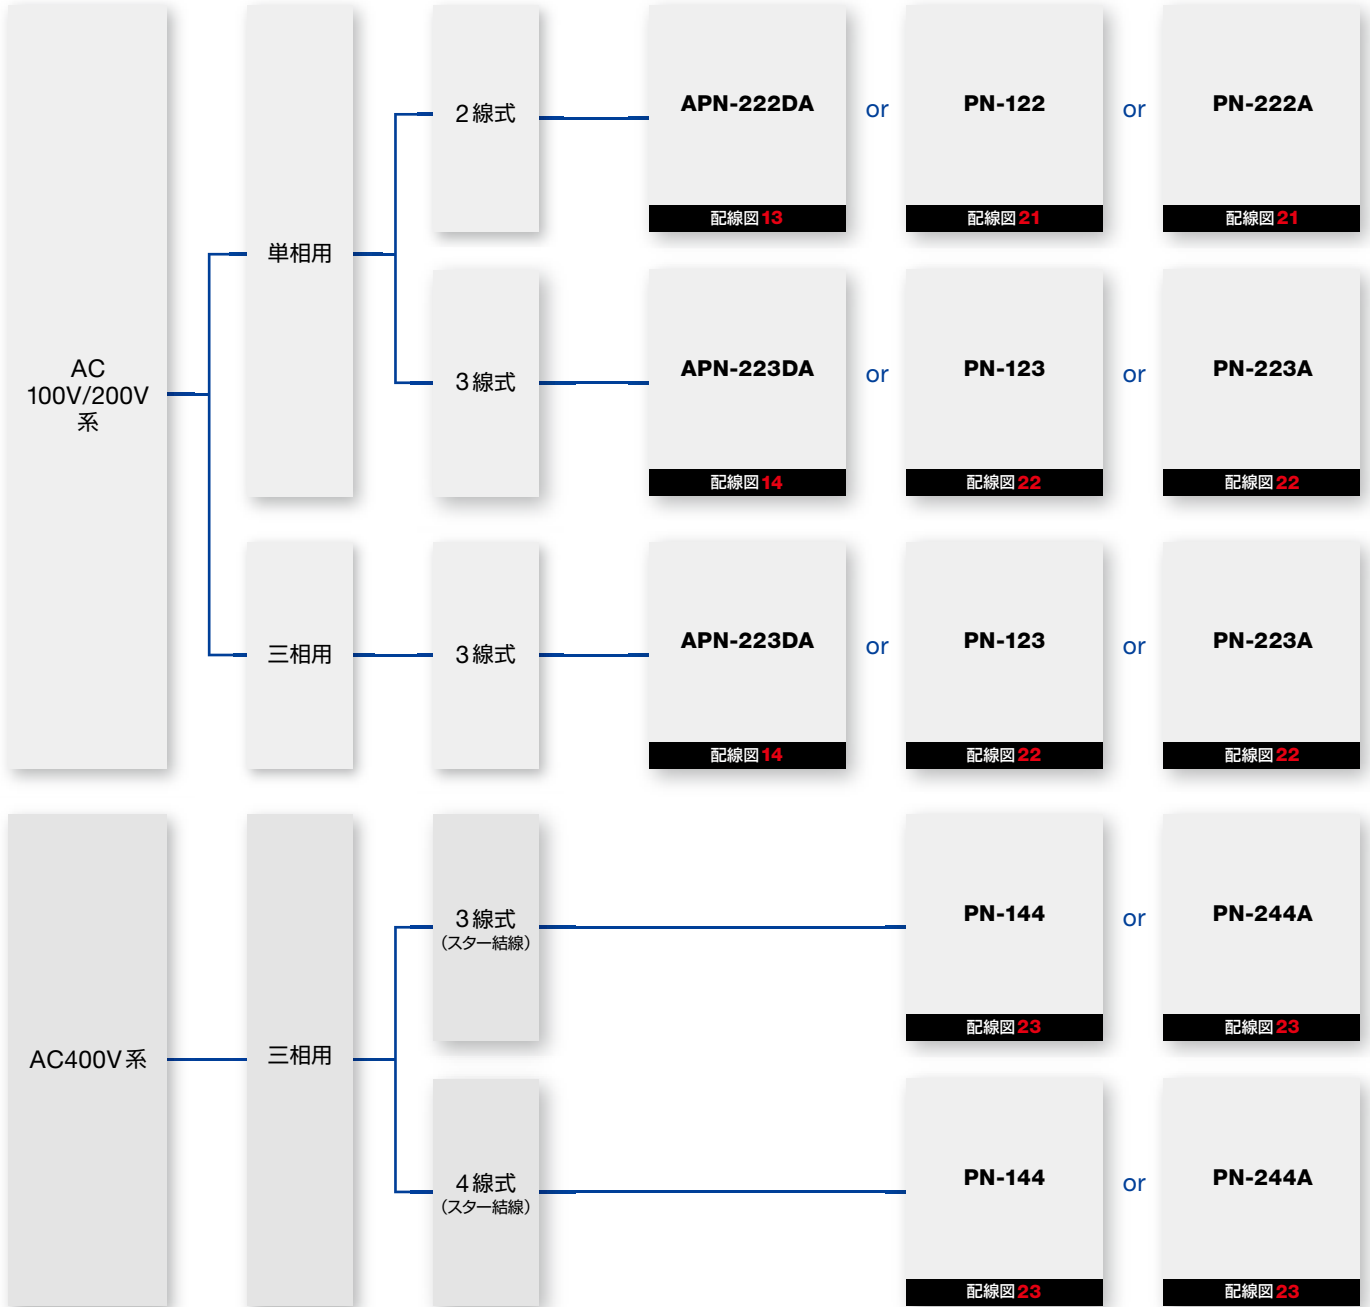 AC
100V/200V
系
単相用
2線式
APN-222DA
配線図13
or
PN-122
配線図21
or
PN-222A
配線図21
3線式
APN-223DA
配線図14
or
PN-123
配線図22
or
PN-223A
配線図22
三相用
3線式
APN-223DA
配線図14
or
PN-123
配線図22
or
PN-223A
配線図22
AC400V系
三相用
3線式
(スター結線)
PN-144
配線図23
or
PN-244A
配線図23
4線式
(スター結線)
PN-144
配線図23
or
PN-244A
配線図23